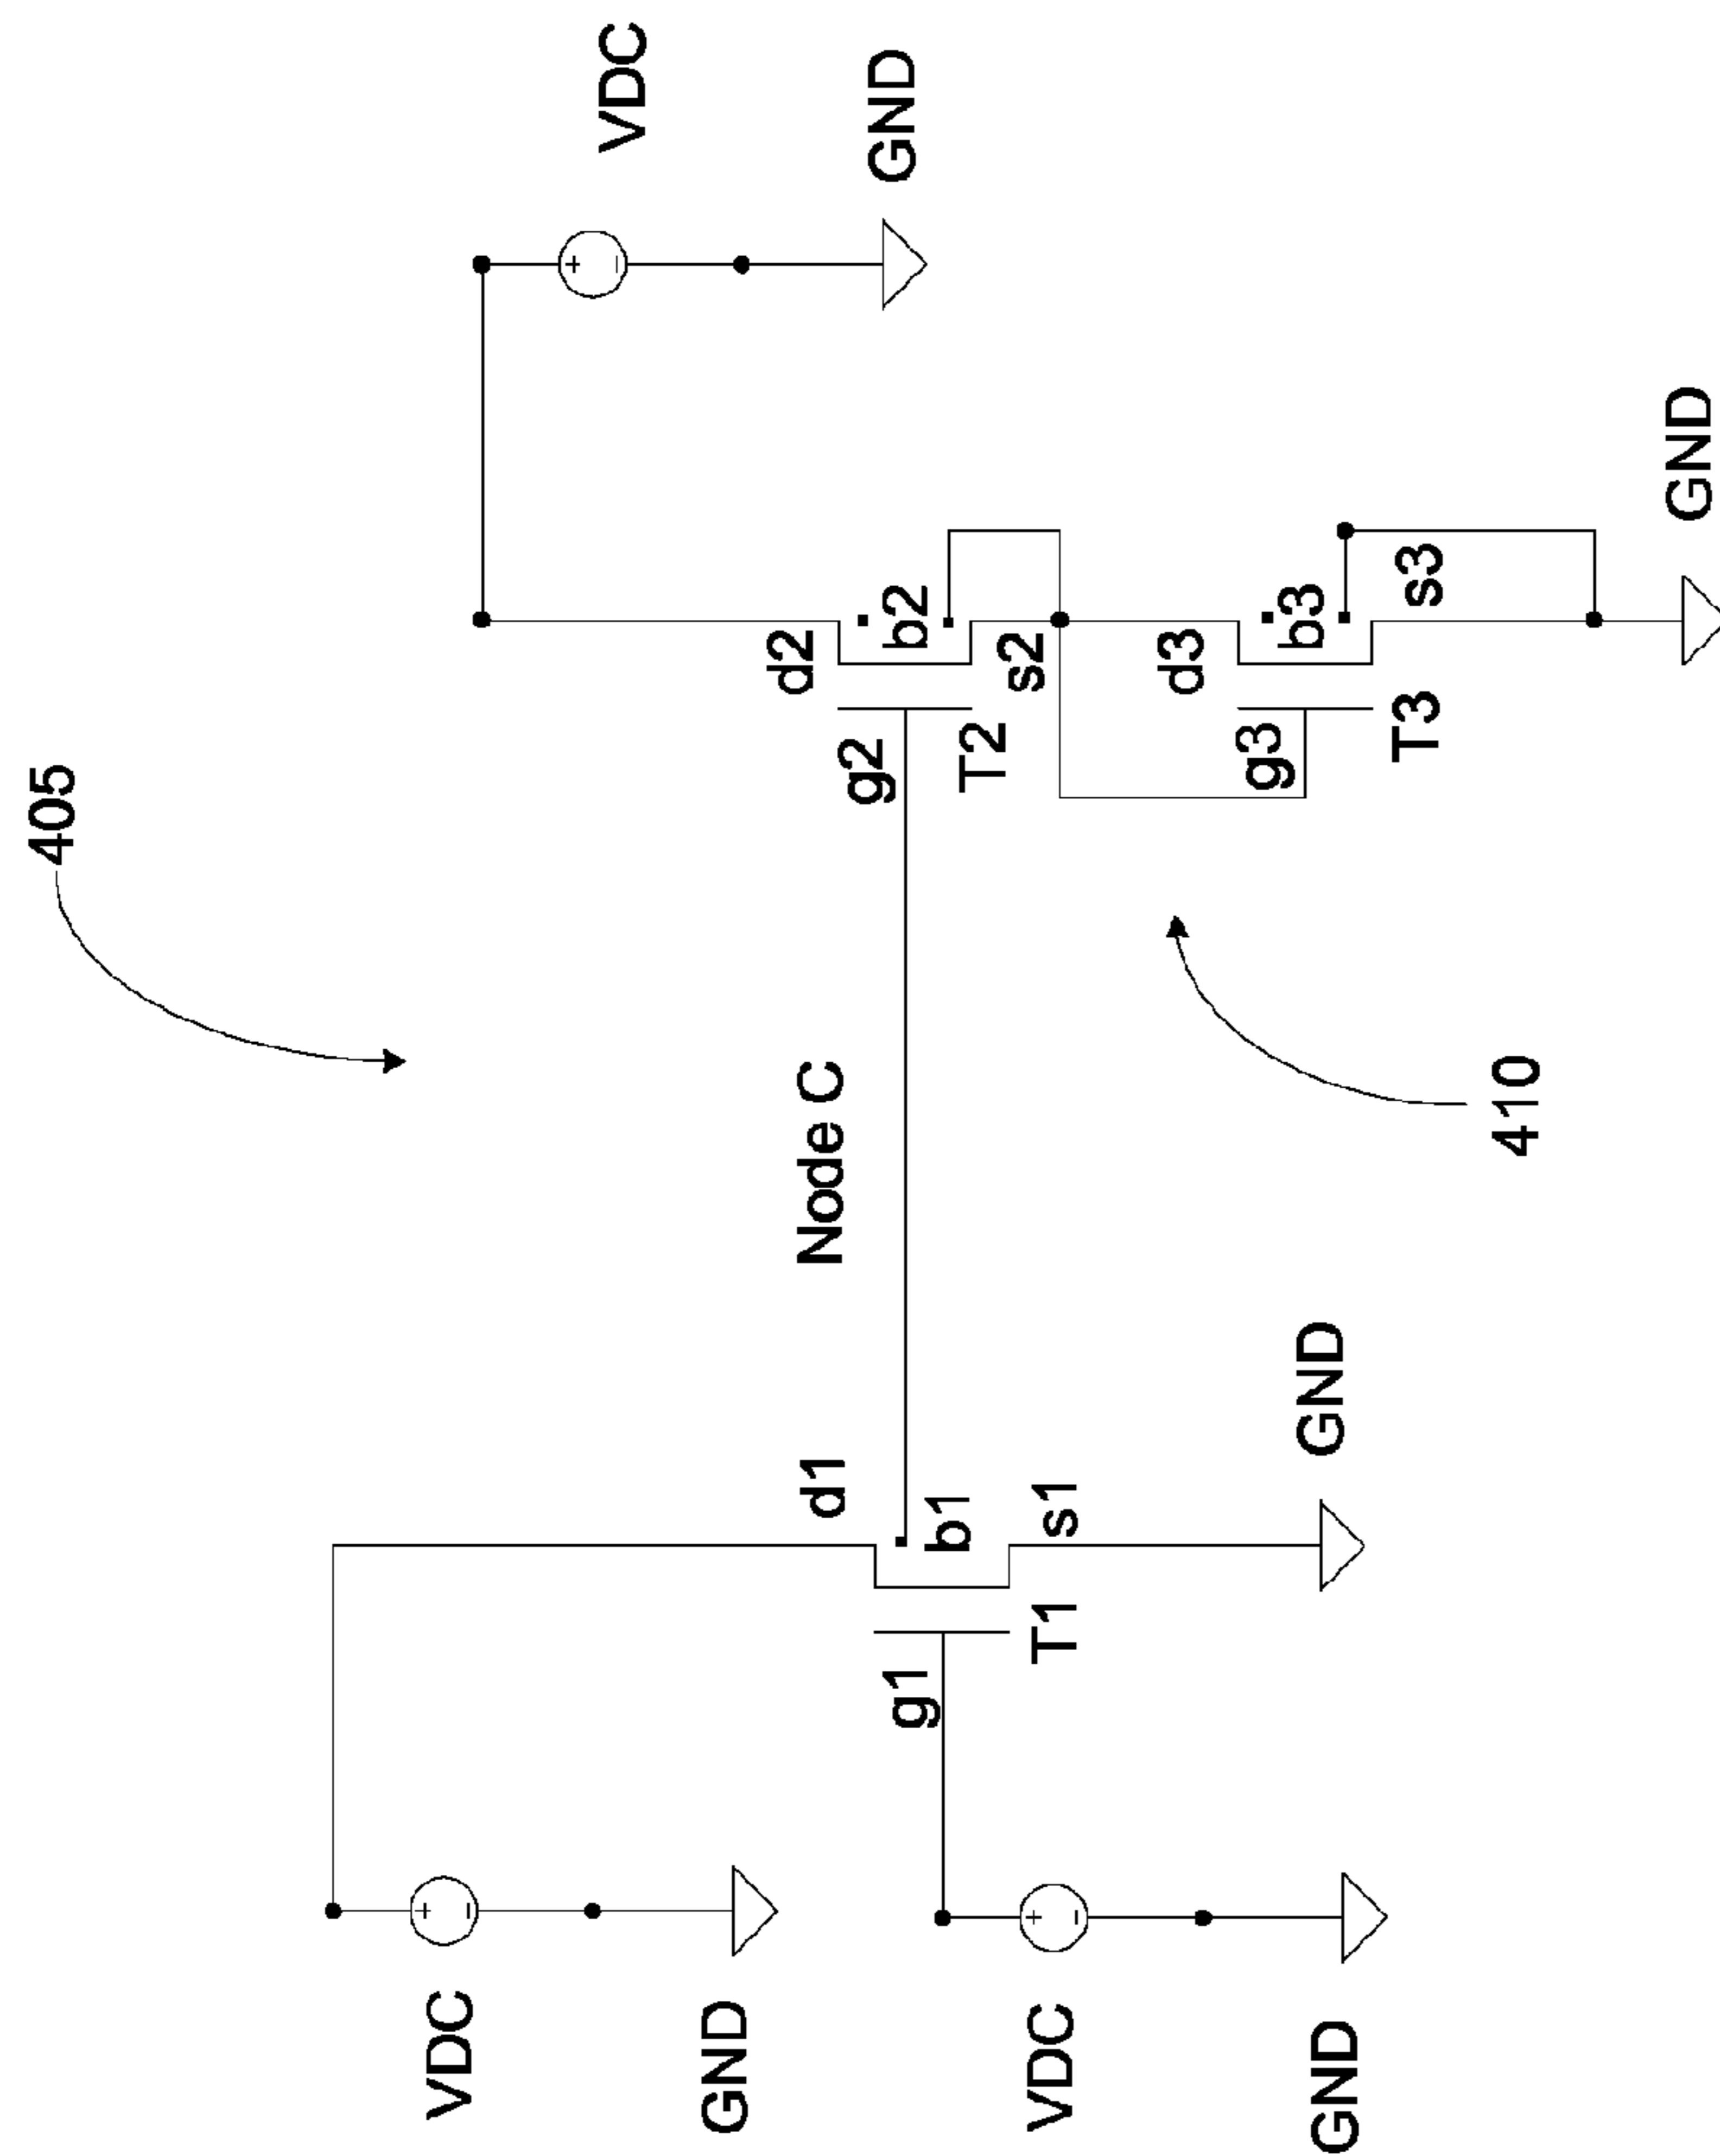 405
VDC
GND
d2
b2
g2
T2
s2
d3
b3
g3
T3
s3
GND
Node C
410
d1
b1
g1
T1
s1
GND
VDC
GND
VDC
GND